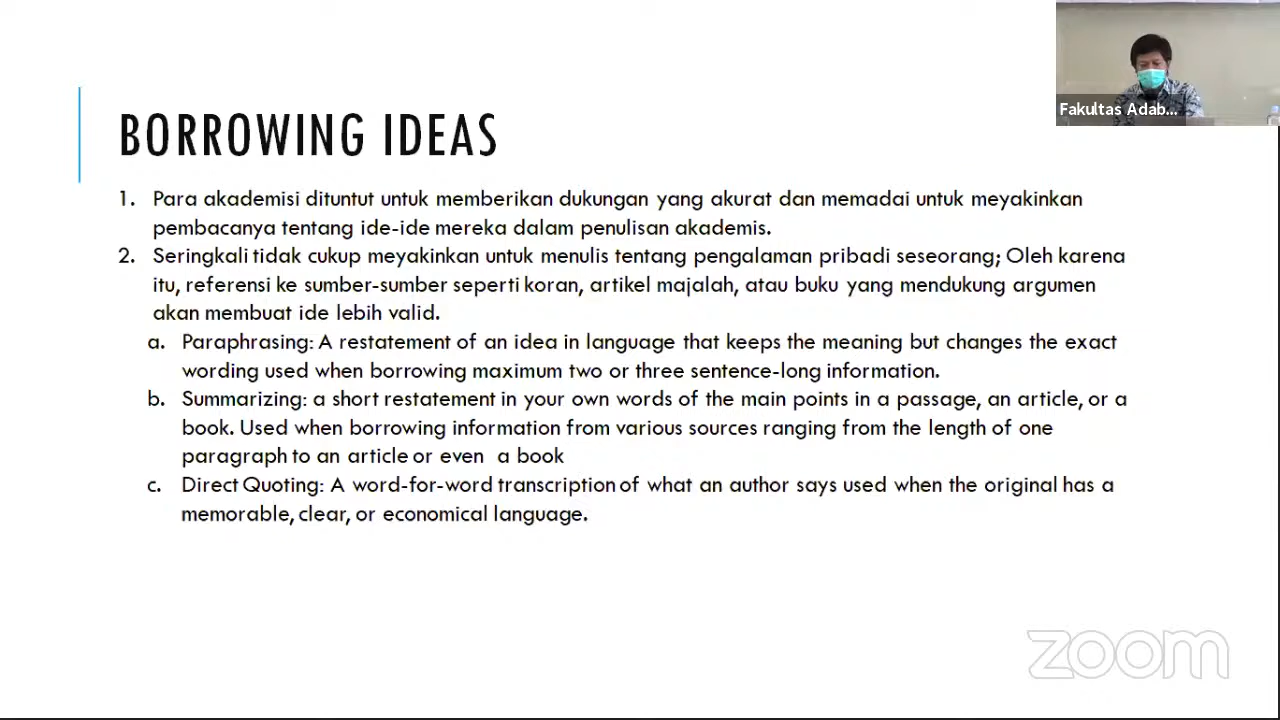 BORROWING IDEAS
Fakultas Adab...
1. Para akademisi dituntut untuk memberikan dukungan yang akurat dan memadai untuk meyakinkan
pembacanya tentang ide-ide mereka dalam penulisan akademis.
2. Seringkali tidak cukup meyakinkan untuk menulis tentang pengalaman pribadi seseorang; Oleh karena
itu, referensi ke sumber-sumber seperti koran, artikel majalah, atau buku yang mendukung argumen
akan membuat ide lebih valid.
a. Paraphrasing: A restatement of an idea in language that keeps the meaning but changes the exact
wording used when borrowing maximum two or three sentence-long information.
b. Summarizing: a short restatement in your own words of the main points in a passage, an article, or a
book. Used when borrowing information from various sources ranging from the length of one
paragraph to an article or even a book
c. Direct Quoting: A word-for-word transcription of what an author says used when the original has a
memorable, clear, or economical language.
zoom